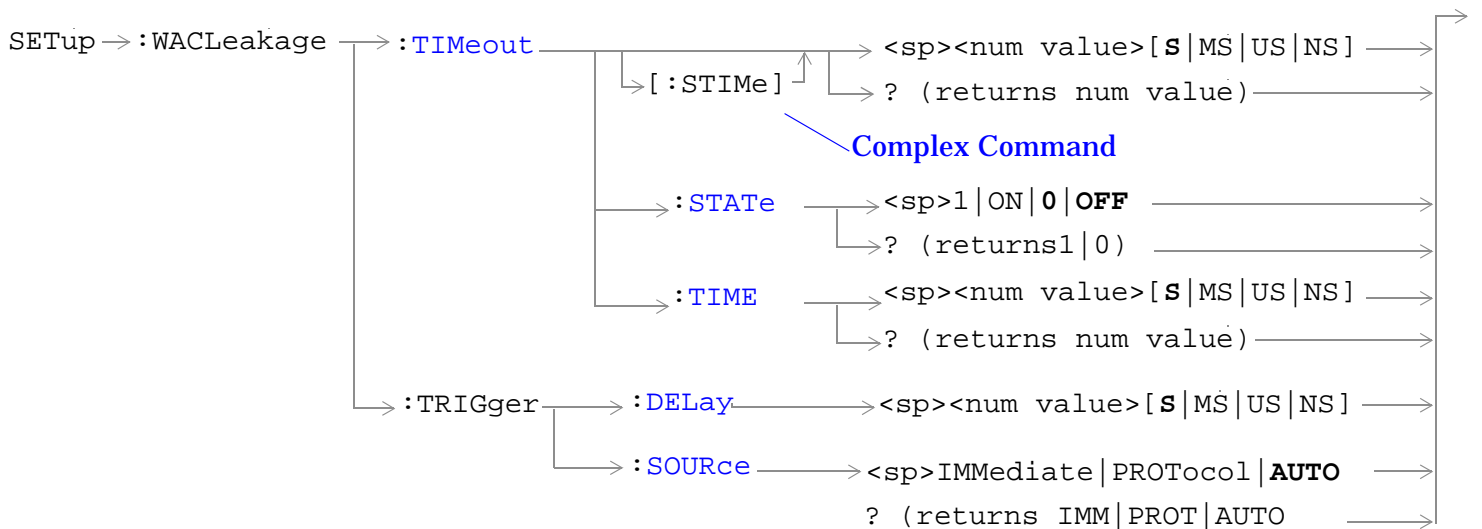 SETup :WACLeakage :TIMeout <sp><num value>[S|MS|US|NS]
[:STIMe] ? (returns num value)
Complex Command
:STATe <sp>1|ON|0|OFF
? (returns1|0)
:TIME <sp><num value>[S|MS|US|NS]
? (returns num value)
:TRIGger :DELay <sp><num value>[S|MS|US|NS]
:SOURce <sp>IMMediate|PROTocol|AUTO
? (returns IMM|PROT|AUTO